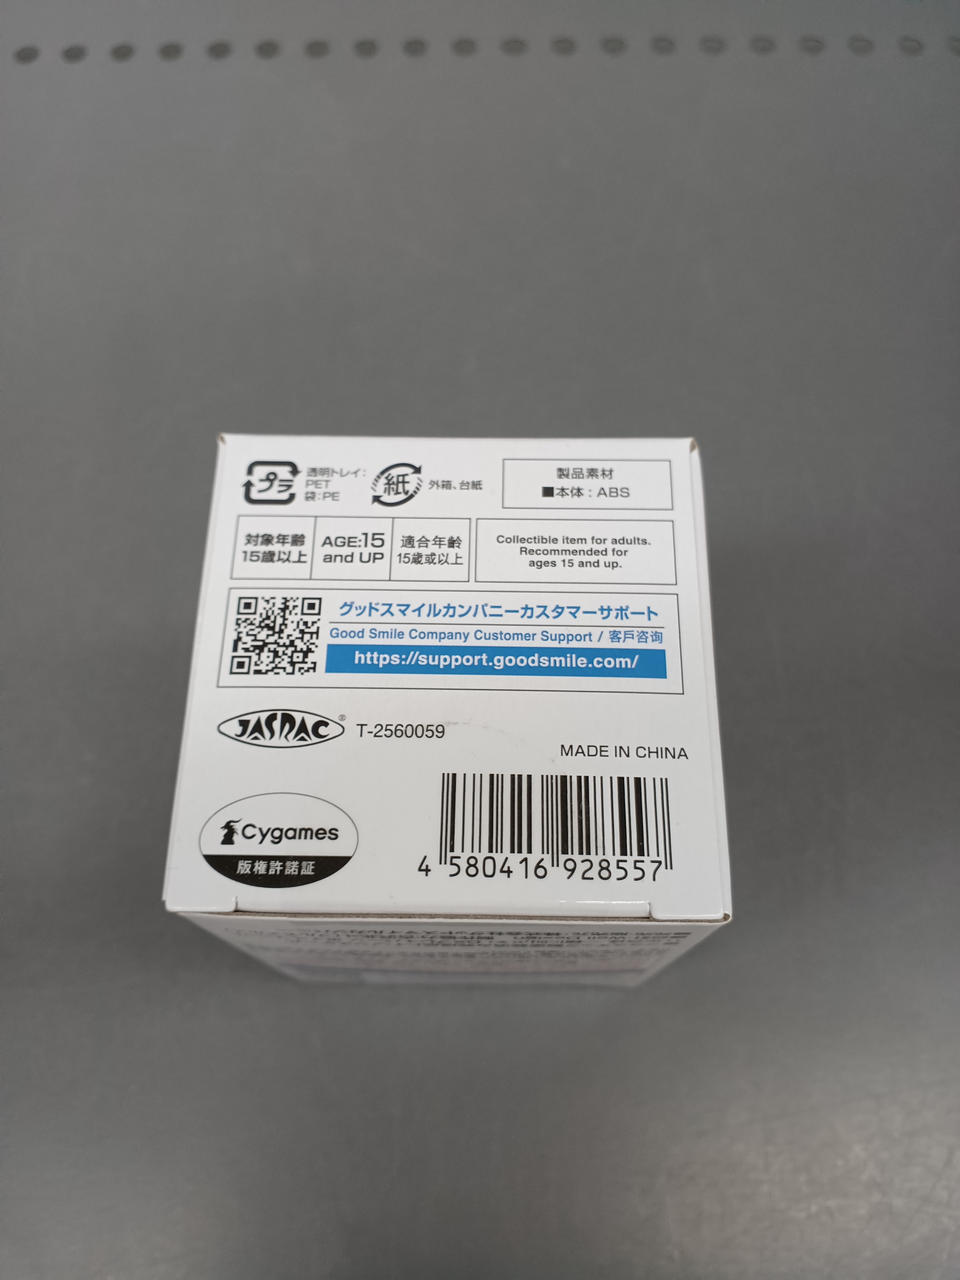 プラ
透明トレイ:
PET
袋:PE
紙
外箱、台紙
製品素材
■本体 : ABS
対象年齢
15歳以上
AGE:15
and UP
適合年齢
15歳或以上
Collectible item for adults.
Recommended for
ages 15 and up.
グッドスマイルカンパニーカスタマーサポート
Good Smile Company Customer Support / 客戶咨询
https://support.goodsmile.com/
JASRAC® T-2560059
MADE IN CHINA
Cygames
版権許諾証
4 580416 928557